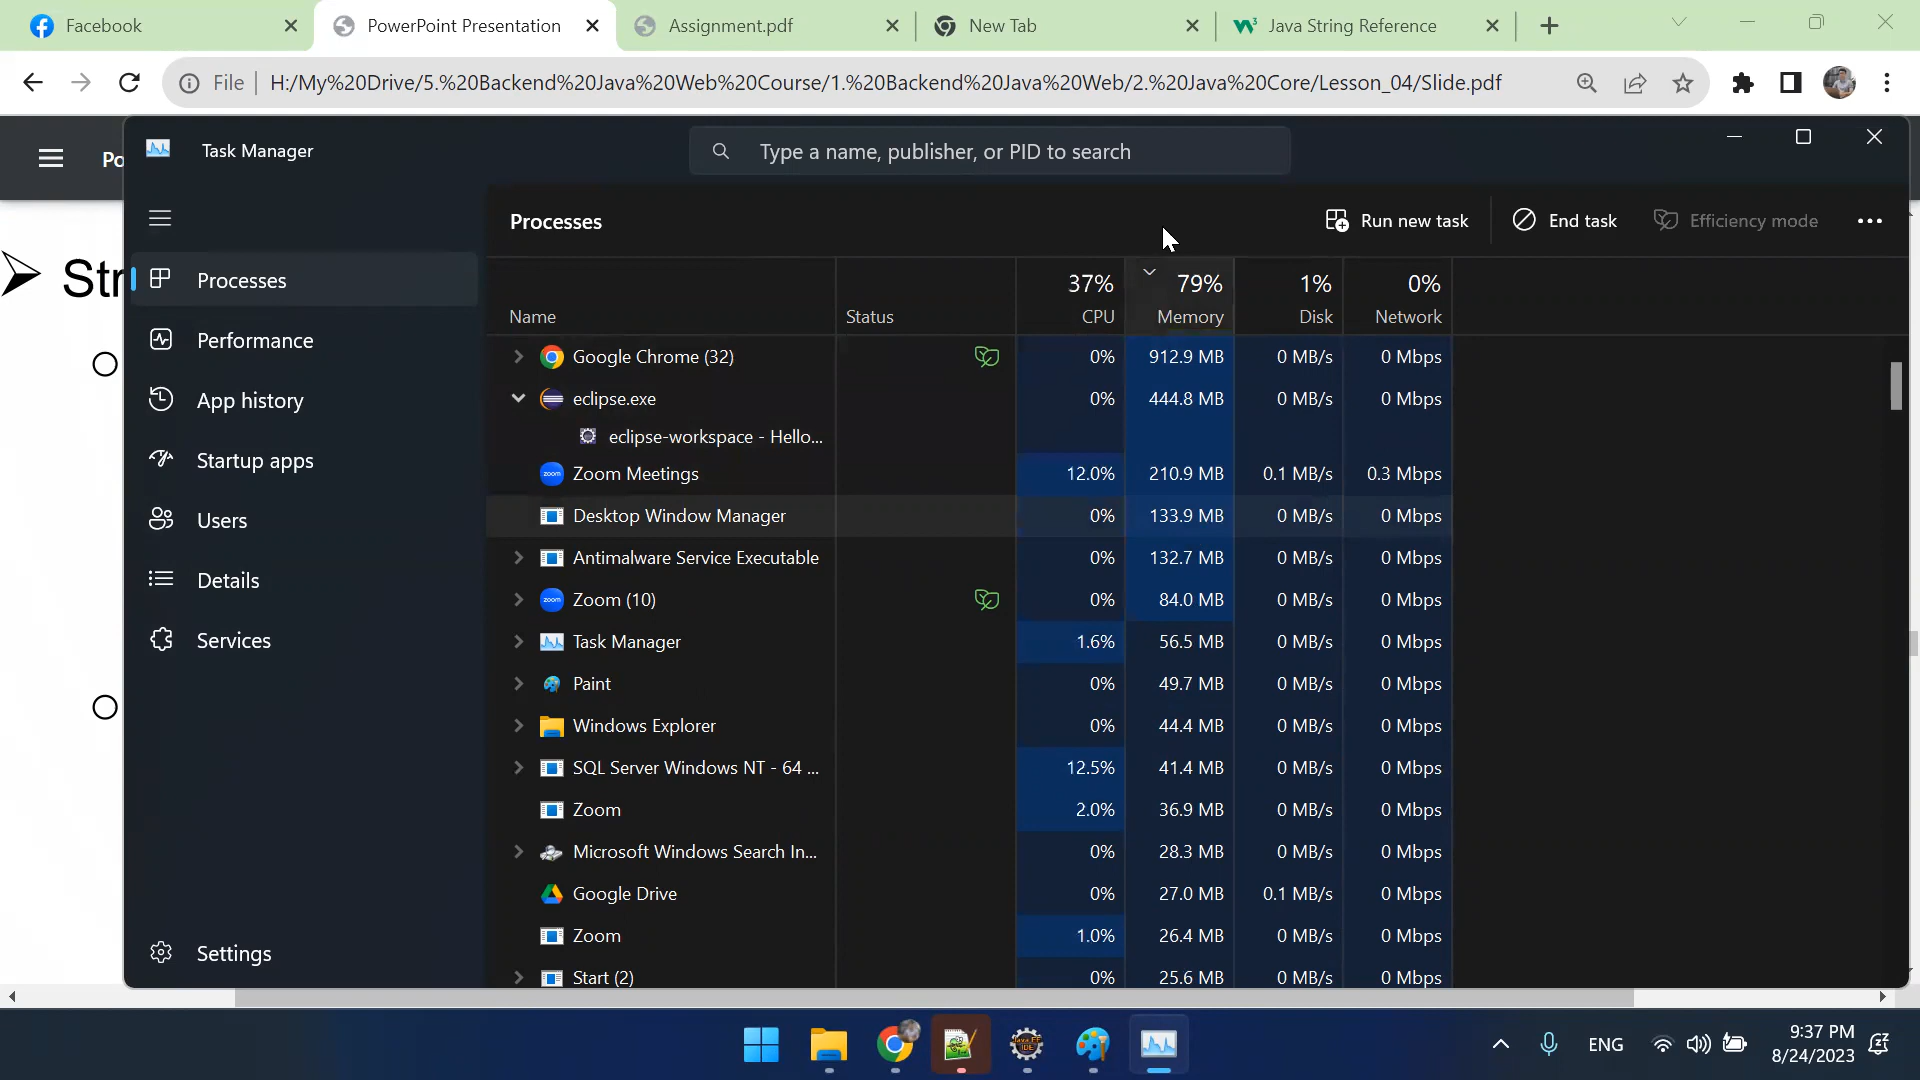 Facebook
PowerPoint Presentation
Assignment.pdf
New Tab
Java String Reference
File
H:/My%20Drive/5.%20Backend%20Java%20Web%20Course/1.%20Backend%20Java%20Web/2.%20Java%20Core/Lesson_04/Slide.pdf
Po
Task Manager
Type a name, publisher, or PID to search
Processes
Run new task
End task
Efficiency mode
Str
Processes
Performance
App history
Startup apps
Users
Details
Services
Settings
37% 79% 1% 0%
Name Status CPU Memory Disk Network
Google Chrome (32) 0% 912.9 MB 0 MB/s 0 Mbps
eclipse.exe 0% 444.8 MB 0 MB/s 0 Mbps
eclipse-workspace - Hello...
zoom Zoom Meetings 12.0% 210.9 MB 0.1 MB/s 0.3 Mbps
Desktop Window Manager 0% 133.9 MB 0 MB/s 0 Mbps
Antimalware Service Executable 0% 132.7 MB 0 MB/s 0 Mbps
zoom Zoom (10) 0% 84.0 MB 0 MB/s 0 Mbps
Task Manager 1.6% 56.5 MB 0 MB/s 0 Mbps
Paint 0% 49.7 MB 0 MB/s 0 Mbps
Windows Explorer 0% 44.4 MB 0 MB/s 0 Mbps
SQL Server Windows NT - 64 ... 12.5% 41.4 MB 0 MB/s 0 Mbps
Zoom 2.0% 36.9 MB 0 MB/s 0 Mbps
Microsoft Windows Search In... 0% 28.3 MB 0 MB/s 0 Mbps
Google Drive 0% 27.0 MB 0.1 MB/s 0 Mbps
Zoom 1.0% 26.4 MB 0 MB/s 0 Mbps
Start (2) 0% 25.6 MB 0 MB/s 0 Mbps
ENG
9:37 PM
8/24/2023